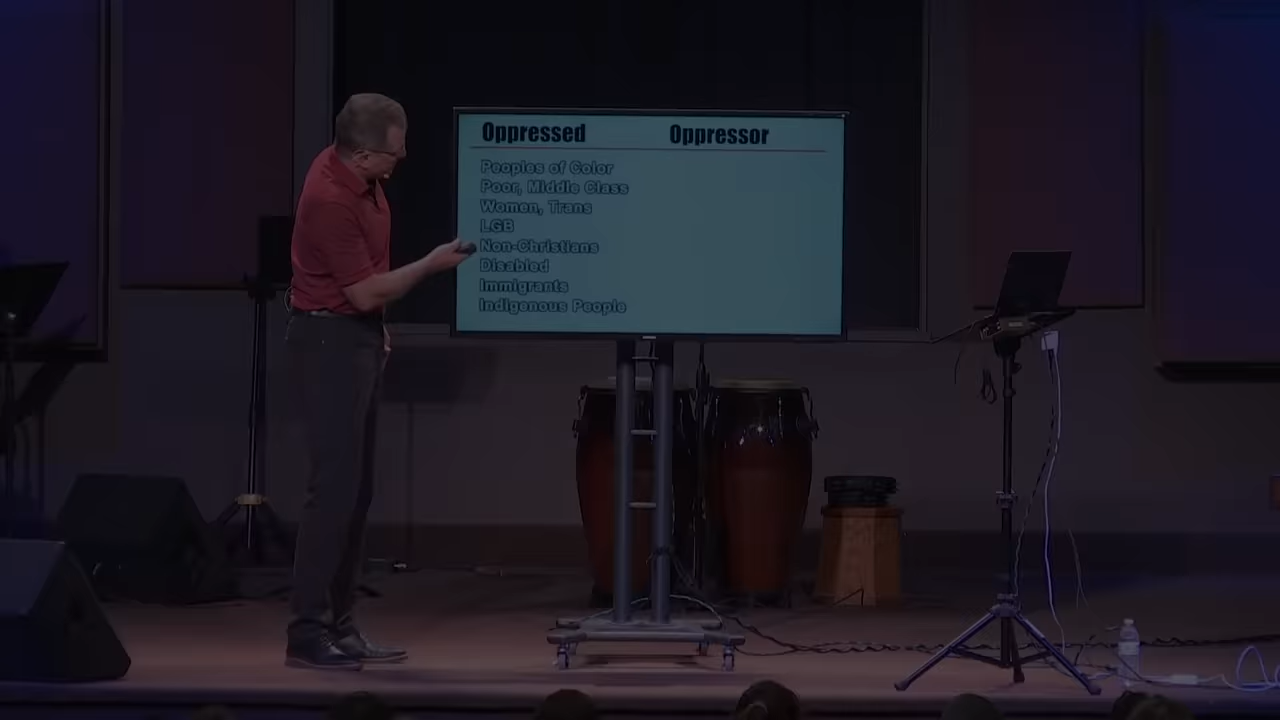 Oppressed Oppressor
Peoples of Color
Poor, Middle Class
Women, Trans
LGB
Non-Christians
Disabled
Immigrants
Indigenous People